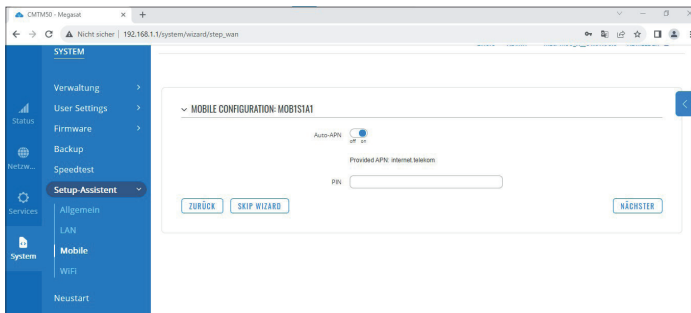 CMTM50 - Megasat
Nicht sicher | 192.168.1.1/system/wizard/step_wan
SYSTEM
Verwaltung
User Settings
Firmware
Backup
Speedtest
Setup-Assistent
Allgemein
LAN
Mobile
WiFi
Neustart
Status
Netzw...
Services
System
MOBILE CONFIGURATION: MOB1S1A1
Auto-APN
off on
Provided APN: internet.telekom
PIN
ZURÜCK
SKIP WIZARD
NÄCHSTER